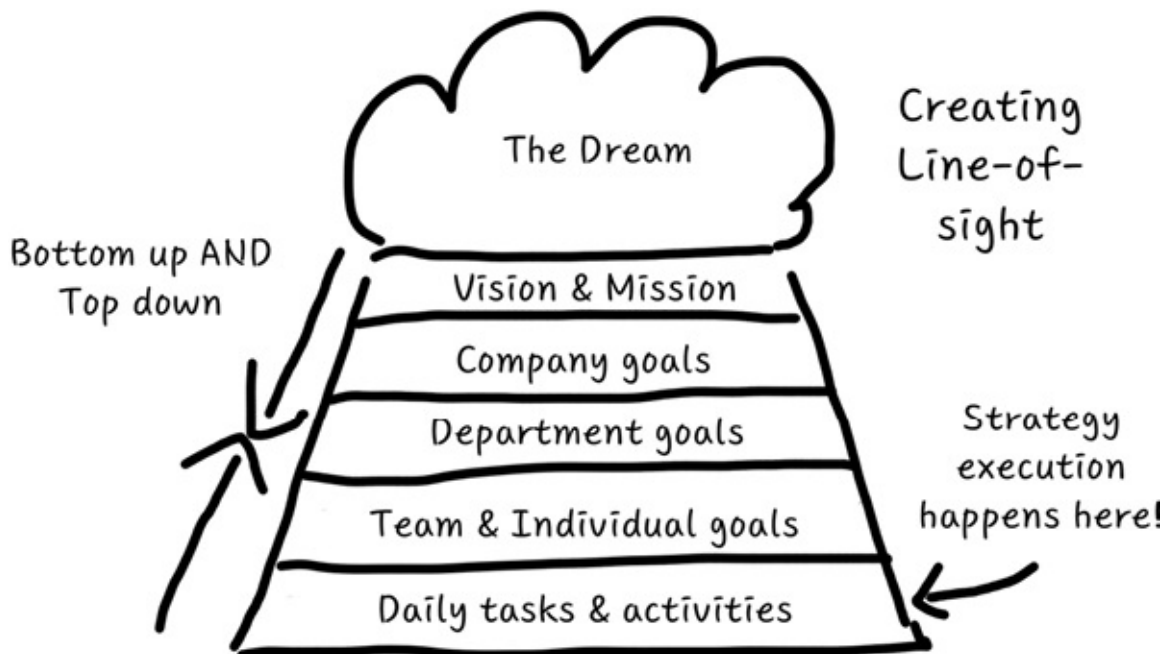 The Dream
Creating
Line-of-
sight
Bottom up AND
Top down
Vision & Mission
Company goals
Department goals
Team & Individual goals
Daily tasks & activities
Strategy
execution
happens here!